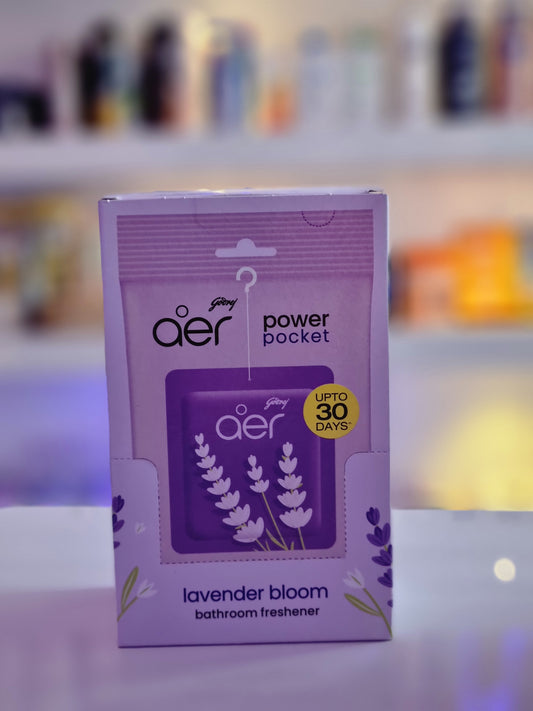 Godrej
aer
power
pocket
Godrej
aer
UPTO
30
DAYS*
lavender bloom
bathroom freshener